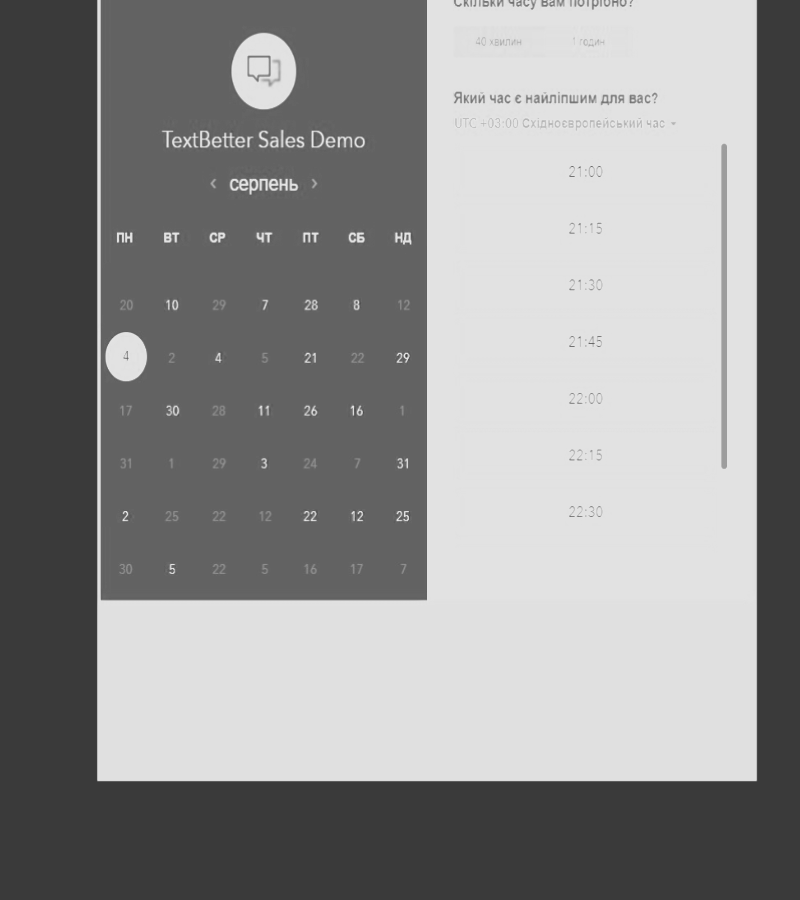 TextBetter Sales Demo
‹ серпень ›
ПН ВТ СР ЧТ ПТ СБ НД
20 10 29 7 28 8 12
4 2 4 5 21 22 29
17 30 28 11 26 16 1
31 1 29 3 24 7 31
2 25 22 12 22 12 25
30 5 22 5 16 17 7
Скільки часу вам потрібно?
40 хвилин 1 годин
Який час є найліпшим для вас?
UTC +03:00 Східноєвропейський час
21:00
21:15
21:30
21:45
22:00
22:15
22:30